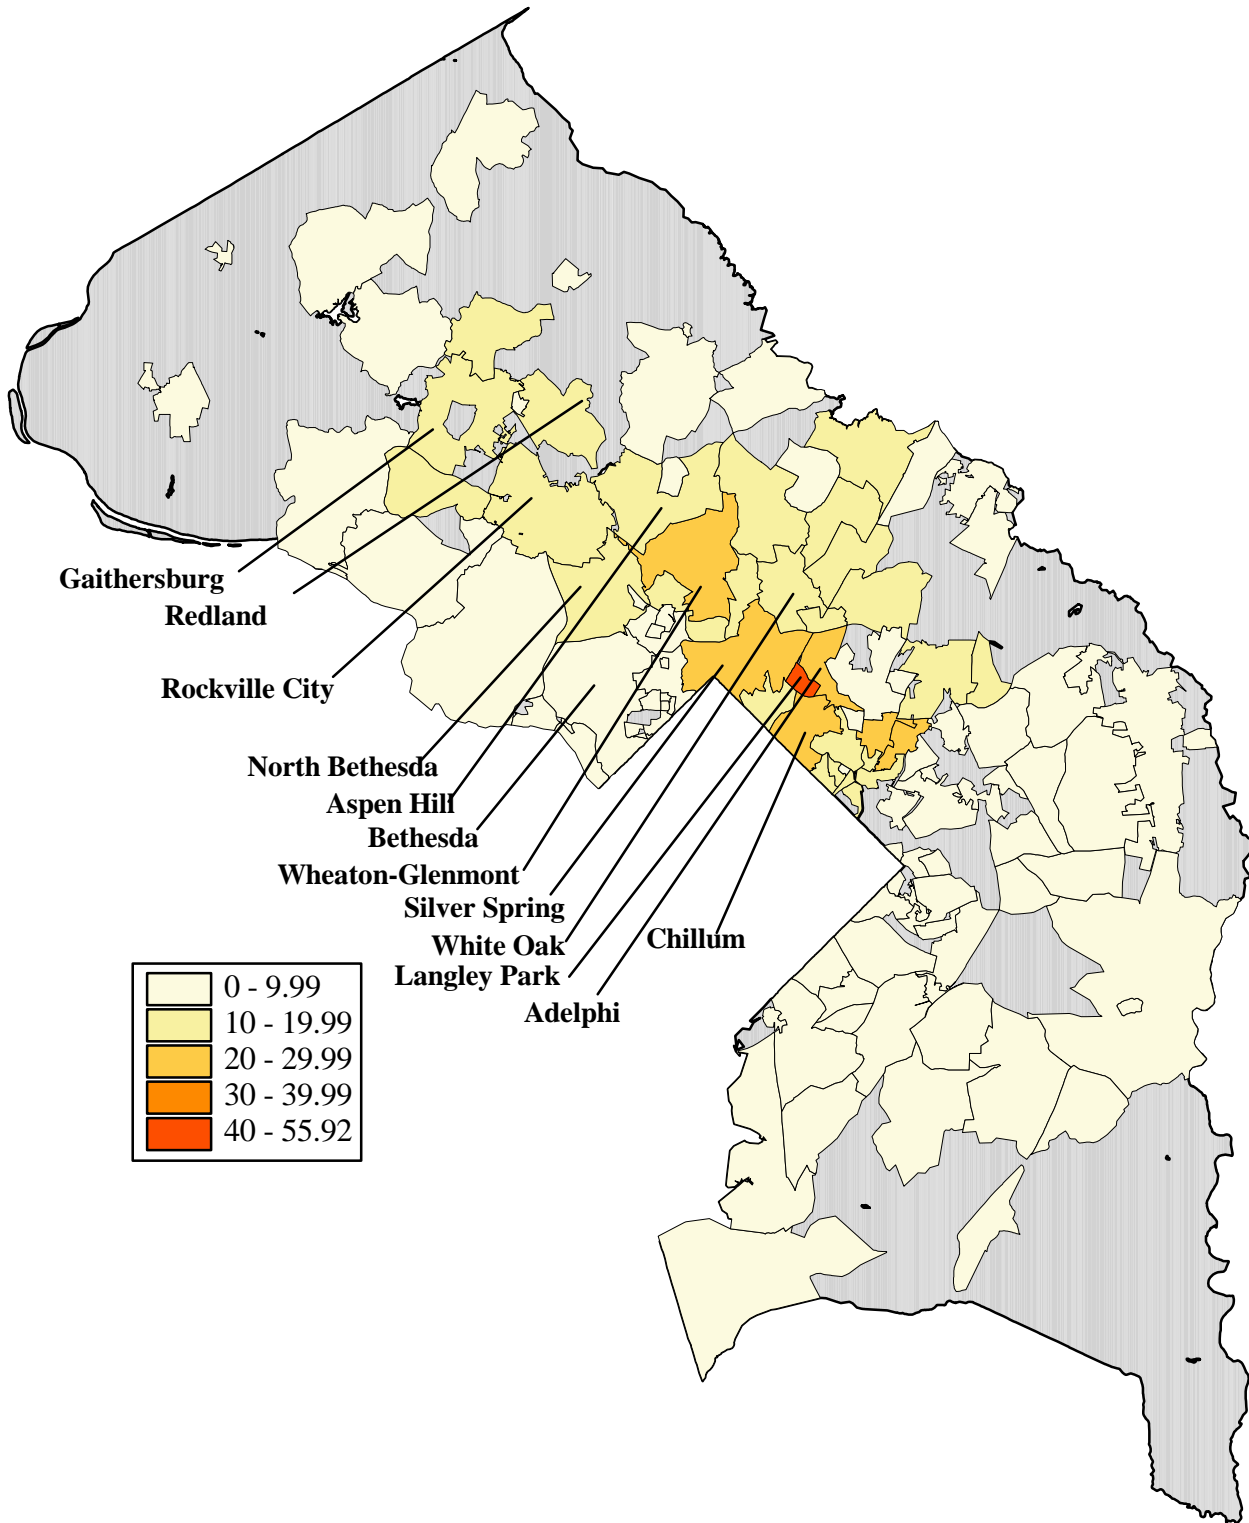 Gaithersburg
Redland
Rockville City
North Bethesda
Aspen Hill
Bethesda
Wheaton-Glenmont
Silver Spring
White Oak
Chillum
Langley Park
Adelphi
0 - 9.99
10 - 19.99
20 - 29.99
30 - 39.99
40 - 55.92